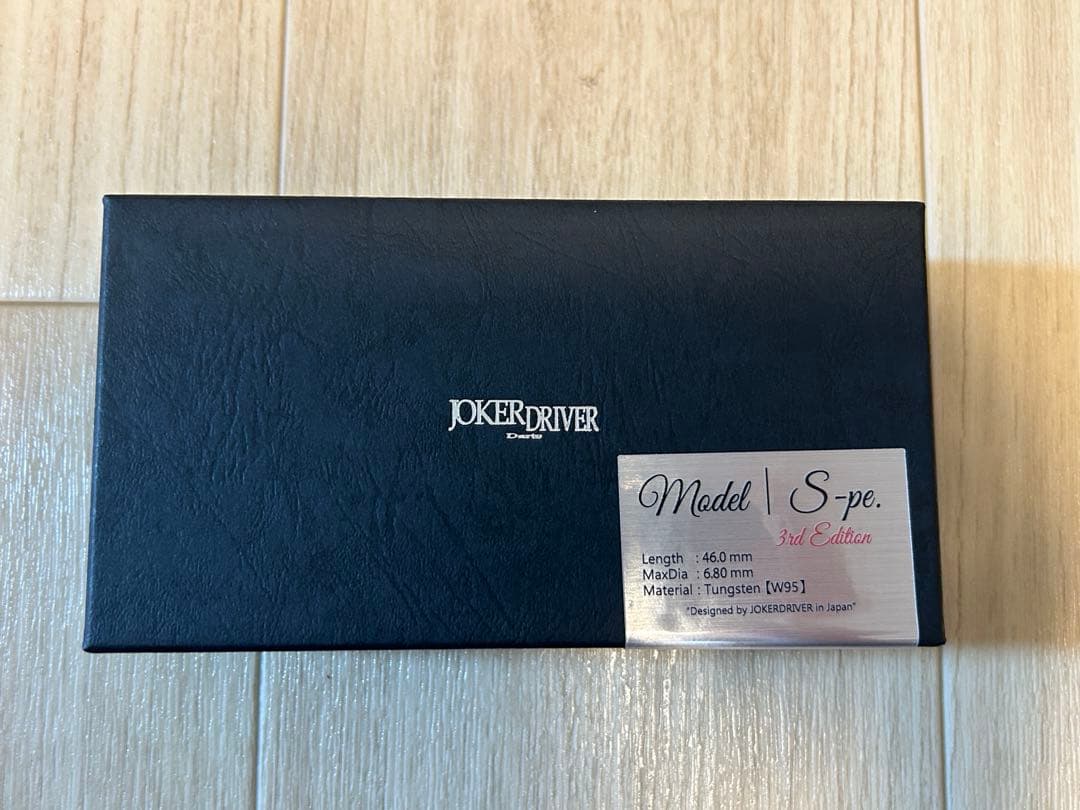 JOKERDRIVER
Darts
Model | S-pe.
3rd Edition
Length : 46.0 mm
MaxDia : 6.80 mm
Material : Tungsten【W95】
"Designed by JOKERDRIVER in Japan"